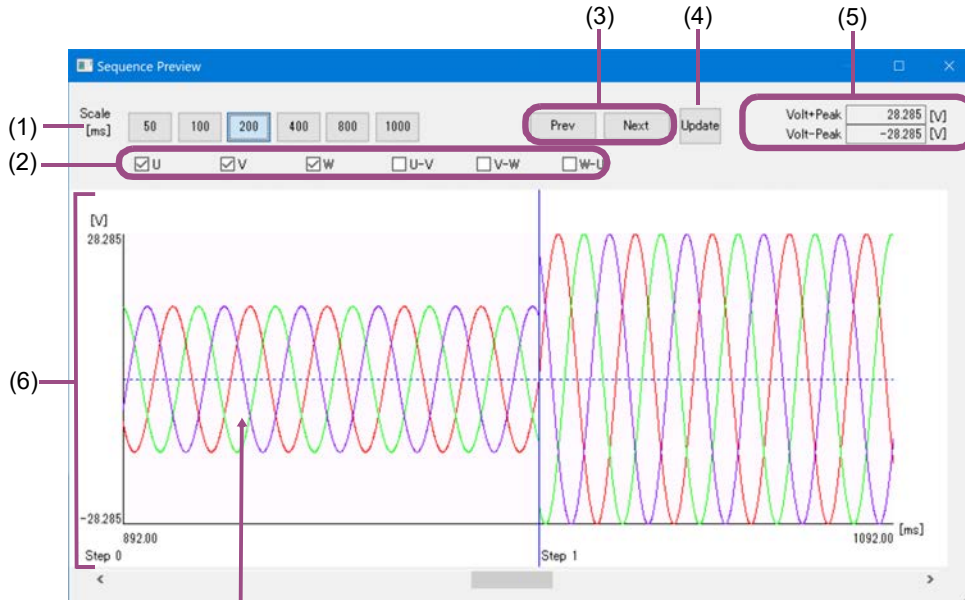 (3)
(4)
(5)
Sequence Preview
Scale
[ms]
(1)
50 100 200 400 800 1000
Prev Next Update
Volt+Peak 28.285 [V]
Volt-Peak -28.285 [V]
(2)
U V W U-V V-W W-U
[V]
28.285
(6)
-28.285
892.00 1092.00 [ms]
Step 0 Step 1